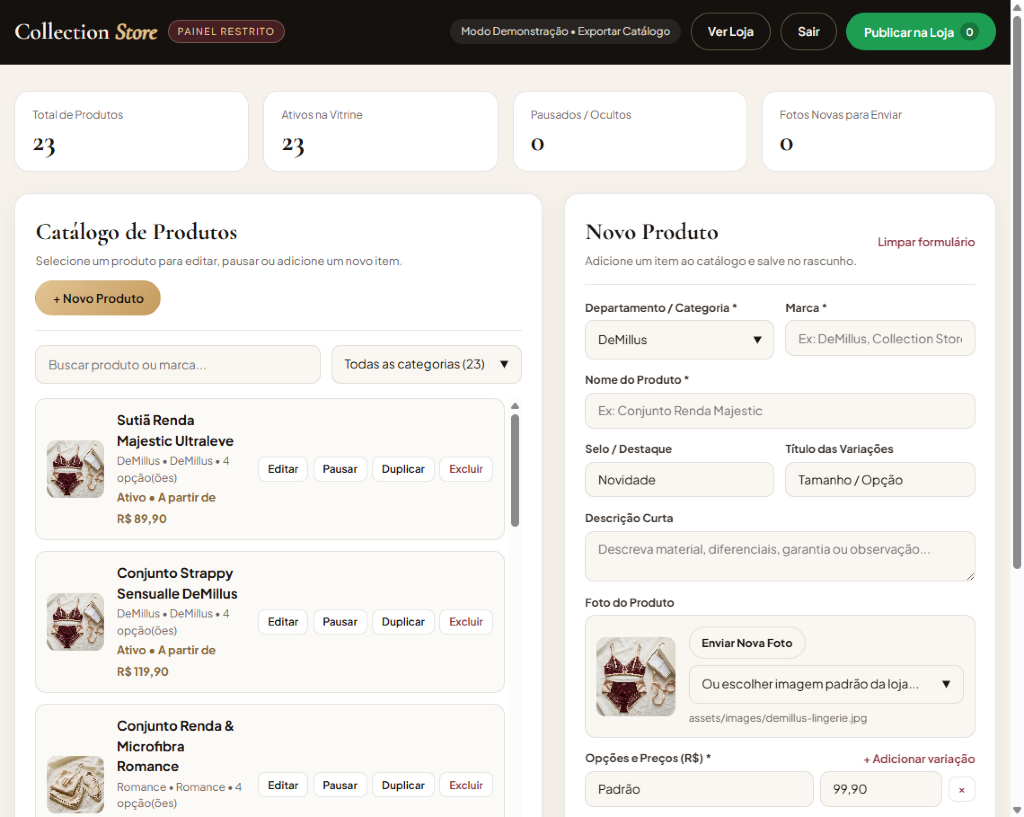 Collection Store
PAINEL RESTRITO
Modo Demonstração • Exportar Catálogo
Ver Loja
Sair
Publicar na Loja 0
Total de Produtos
23
Ativos na Vitrine
23
Pausados / Ocultos
0
Fotos Novas para Enviar
0
Catálogo de Produtos
Selecione um produto para editar, pausar ou adicione um novo item.
+ Novo Produto
Buscar produto ou marca...
Todas as categorias (23)
Sutiã Renda
Majestic Ultraleve
DeMillus • DeMillus • 4
opção(ões)
Ativo • A partir de
R$ 89,90
Editar
Pausar
Duplicar
Excluir
Conjunto Strappy
Sensualle DeMillus
DeMillus • DeMillus • 4
opção(ões)
Ativo • A partir de
R$ 119,90
Editar
Pausar
Duplicar
Excluir
Conjunto Renda &
Microfibra
Romance
Romance • Romance • 4
opção(ões)
Editar
Pausar
Duplicar
Excluir
Novo Produto
Limpar formulário
Adicione um item ao catálogo e salve no rascunho.
Departamento / Categoria *
DeMillus
Marca *
Ex: DeMillus, Collection Stor
Nome do Produto *
Ex: Conjunto Renda Majestic
Selo / Destaque
Novidade
Título das Variações
Tamanho / Opção
Descrição Curta
Descreva material, diferenciais, garantia ou observação...
Foto do Produto
Enviar Nova Foto
Ou escolher imagem padrão da loja...
assets/images/demillus-lingerie.jpg
Opções e Preços (R$) *
+ Adicionar variação
Padrão
99,90
×